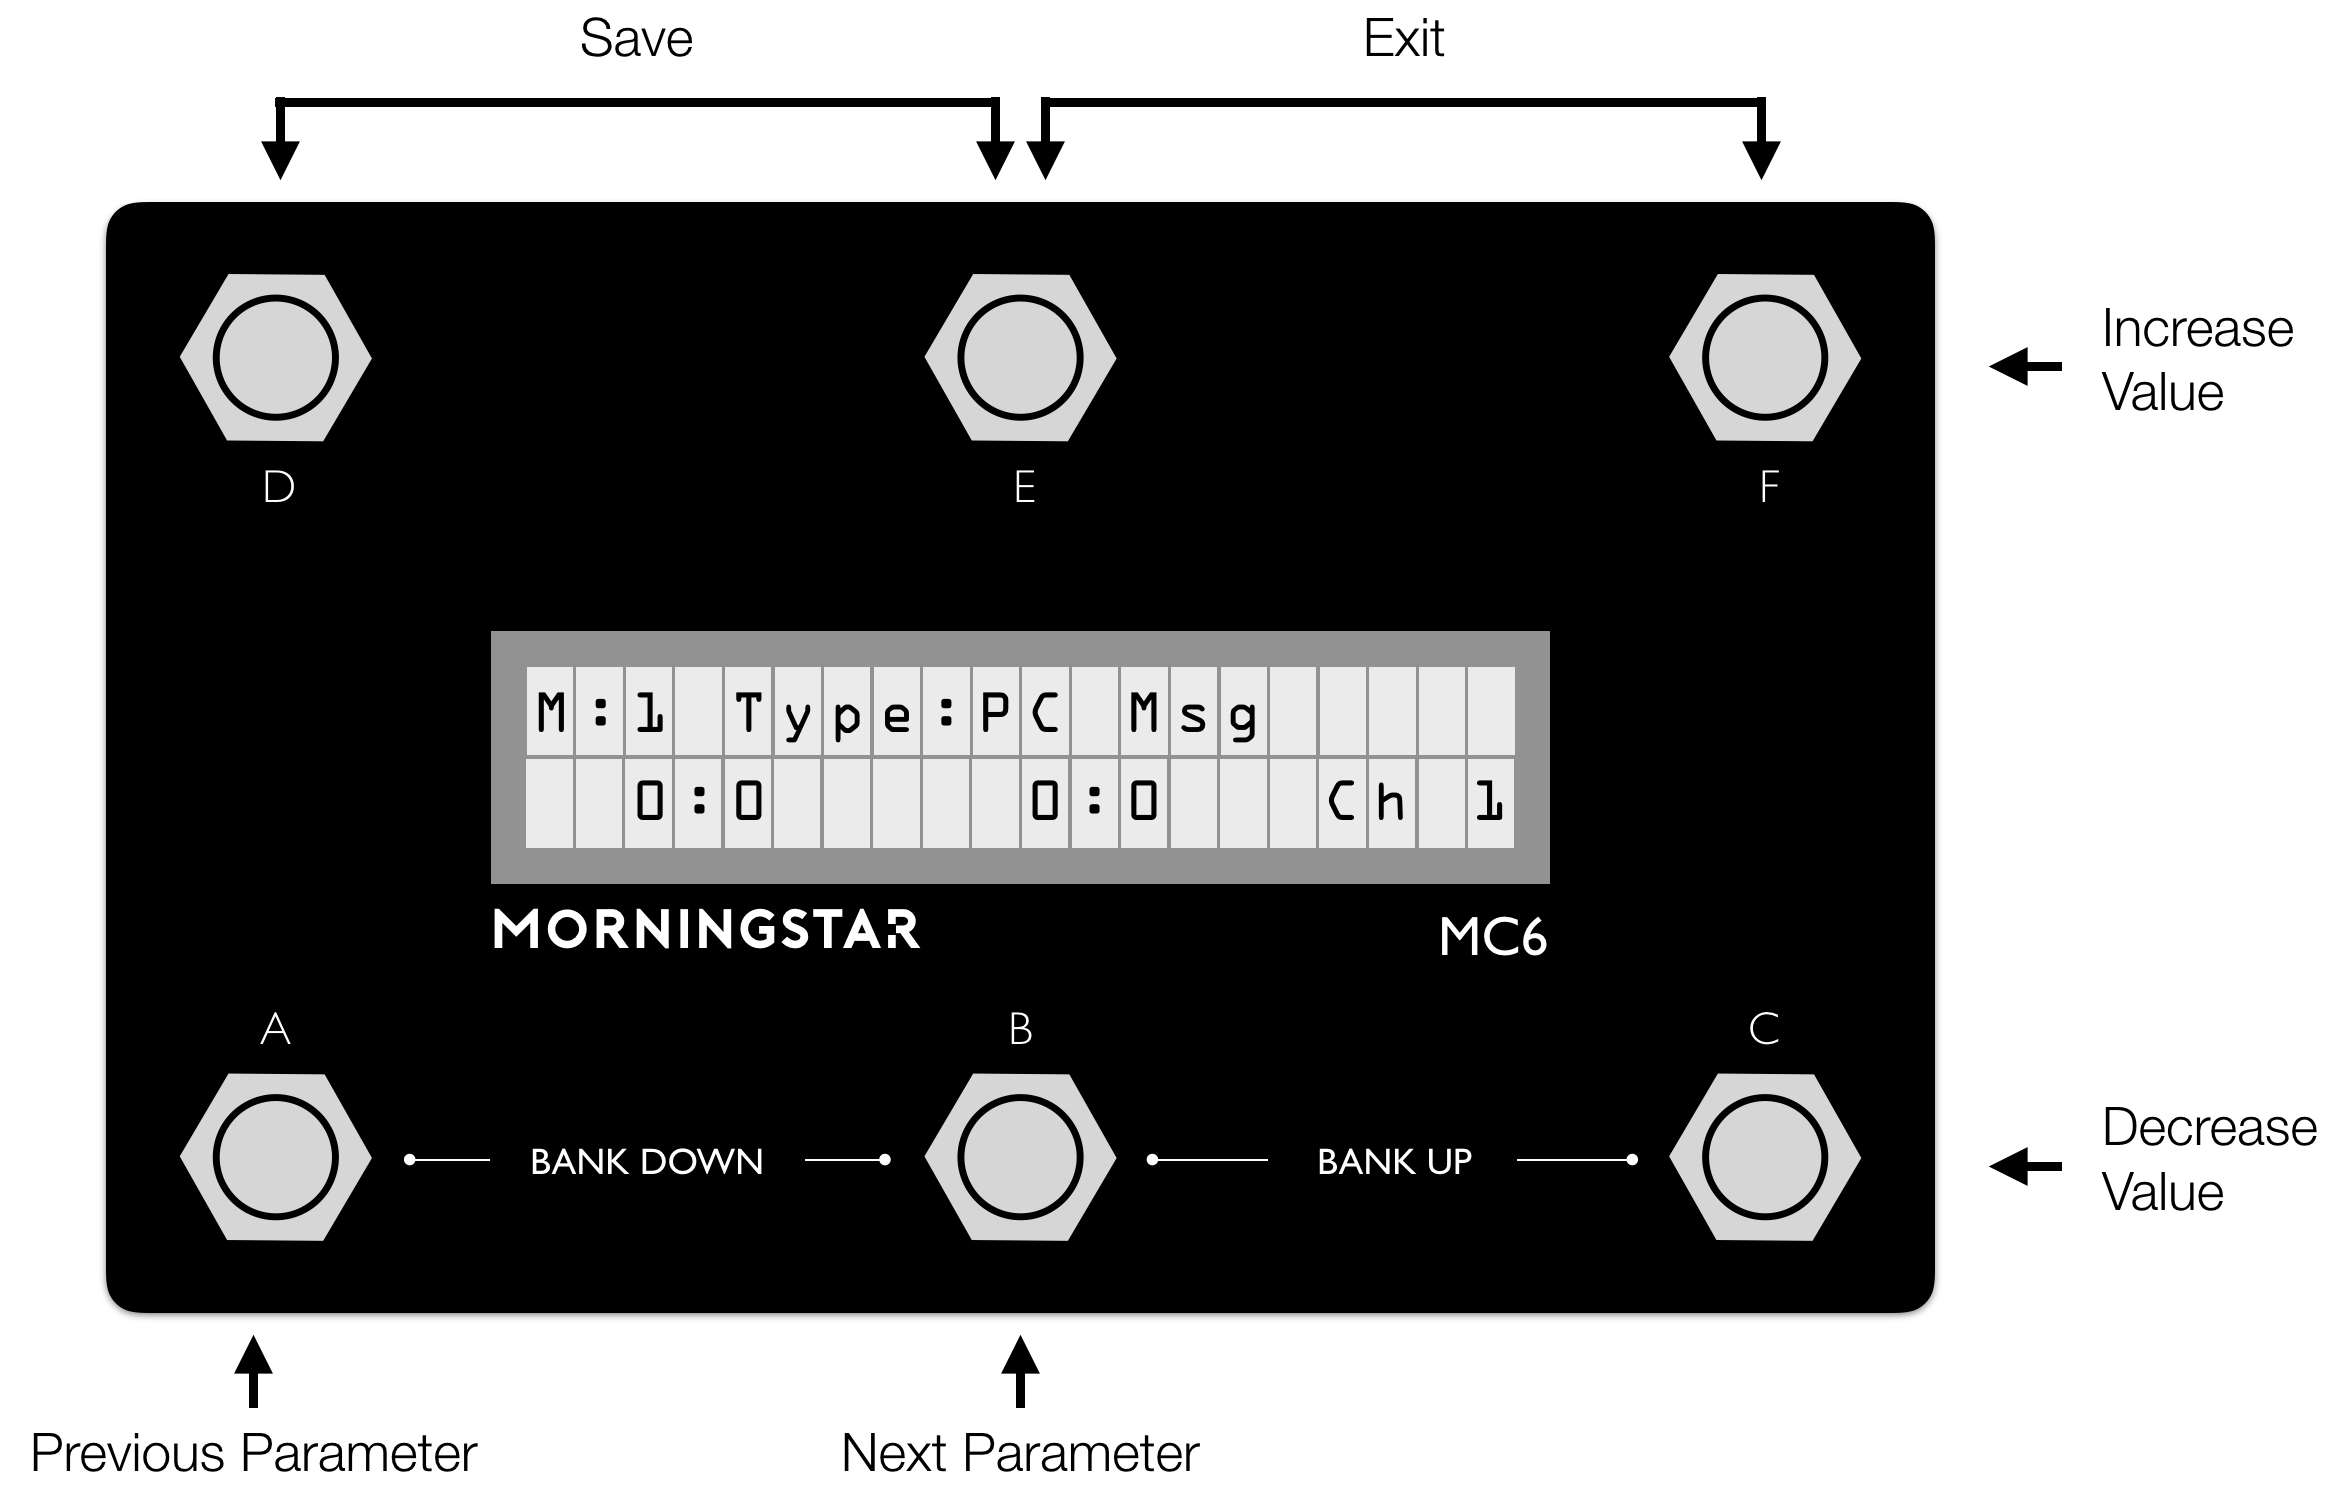 Save Exit
Increase
Value
D E F
M:1 Type:PC Msg
0:0 0:0 Ch 1
MORNINGSTAR MC6
A B C
BANK DOWN BANK UP
Decrease
Value
Previous Parameter Next Parameter